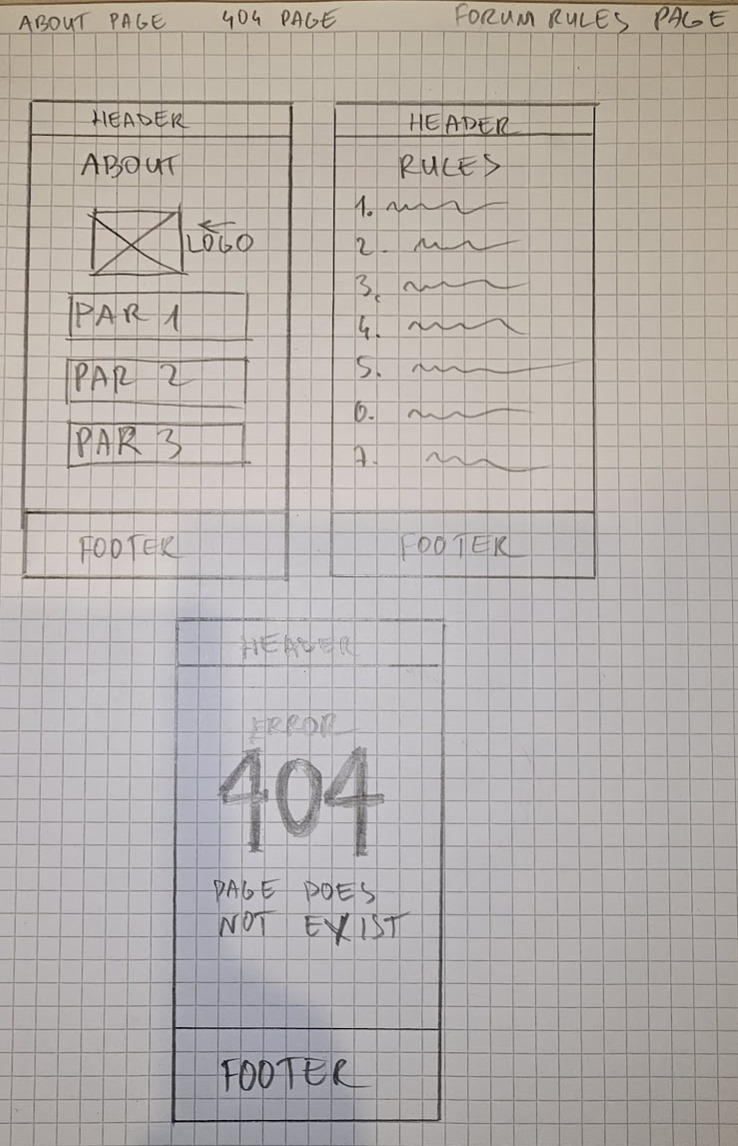 ABOUT PAGE 404 PAGE FORUM RULES PAGE
HEADER
ABOUT
LOGO
PAR 1
PAR 2
PAR 3
FOOTER
HEADER
RULES
1.
2.
3.
4.
5.
6.
7.
FOOTER
HEADER
ERROR
404
PAGE DOES
NOT EXIST
FOOTER